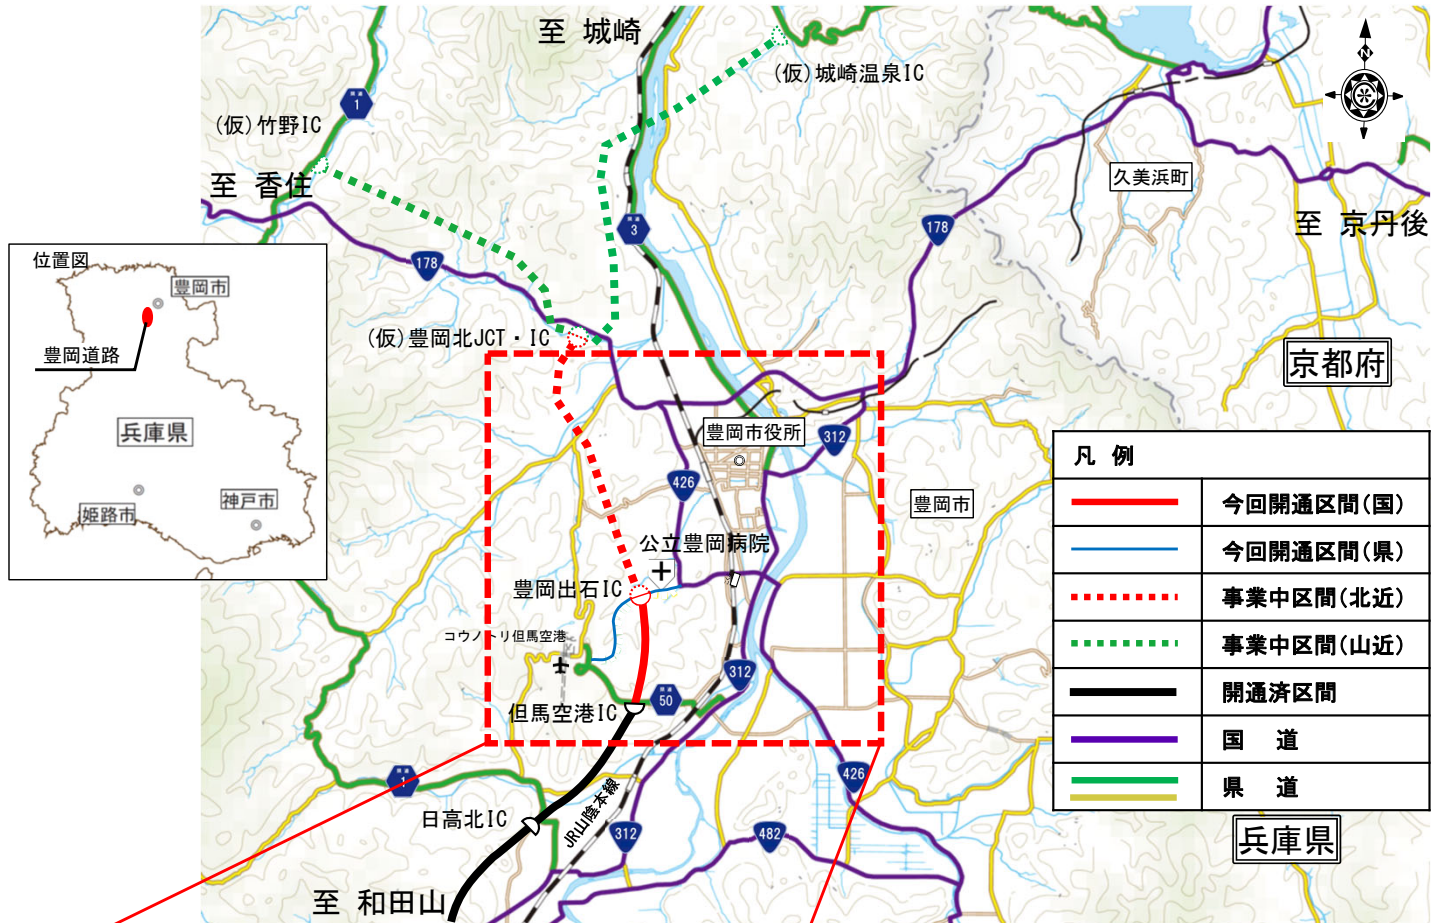 至 城崎
(仮)城崎温泉IC
県道
1
(仮)竹野IC
至 香住
久美浜町
178
県道
3
至 京丹後
178
位置図
豊岡市
豊岡道路
兵庫県
姫路市
神戸市
(仮)豊岡北JCT・IC
京都府
豊岡市役所
312
426
豊岡市
公立豊岡病院
豊岡出石IC
コウノトリ但馬空港
312
県道
50
但馬空港IC
凡 例
今回開通区間(国)
今回開通区間(県)
事業中区間(北近)
事業中区間(山近)
開通済区間
国 道
県 道
兵庫県
県道
1
426
日高北IC
JR山陰本線
312
482
至 和田山
N